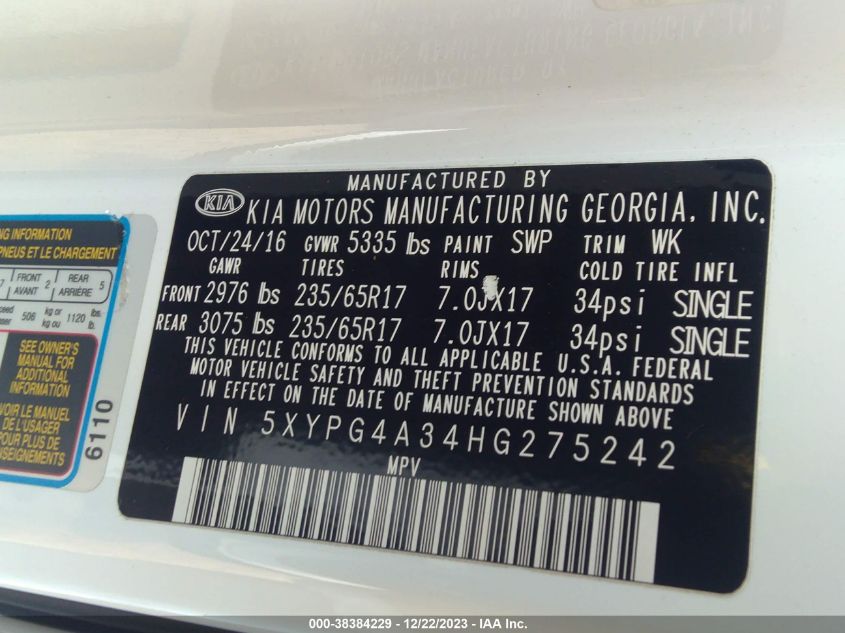 MANUFACTURED BY
KIA KIA MOTORS MANUFACTURING GEORGIA, INC.
OCT/24/16 GVWR 5335 lbs PAINT SWP TRIM WK
GAWR TIRES RIMS COLD TIRE INFL
FRONT 2976 lbs 235/65R17 7.0JX17 34psi SINGLE
REAR 3075 lbs 235/65R17 7.0JX17 34psi SINGLE
THIS VEHICLE CONFORMS TO ALL APPLICABLE U.S.A. FEDERAL
MOTOR VEHICLE SAFETY AND THEFT PREVENTION STANDARDS
IN EFFECT ON THE DATE OF MANUFACTURE SHOWN ABOVE
VIN 5XYPG4A34HG275242
MPV
INFORMATION
PNEUS ET LE CHARGEMENT
FRONT 2 REAR 5
AVANT ARRIÈRE
506 kg or 1120 lbs.
kg ou lb.
SEE OWNER'S
MANUAL FOR
ADDITIONAL
INFORMATION
VOIR LE MANUEL
DE L'USAGER
POUR PLUS DE
RENSEIGNEMENTS
6110
000-38384229 - 12/22/2023 - IAA Inc.